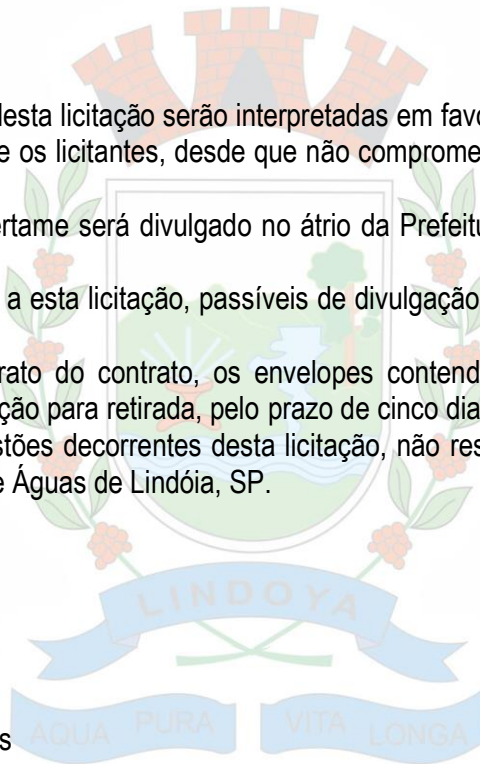 desta licitação serão interpretadas em favo
e os licitantes, desde que não comprome
ertame será divulgado no átrio da Prefeitu
a esta licitação, passíveis de divulgação
rato do contrato, os envelopes contend
ção para retirada, pelo prazo de cinco dia
stões decorrentes desta licitação, não res
e Águas de Lindóia, SP.
LINDOYA
AQUA PURA VITA LONGA
s